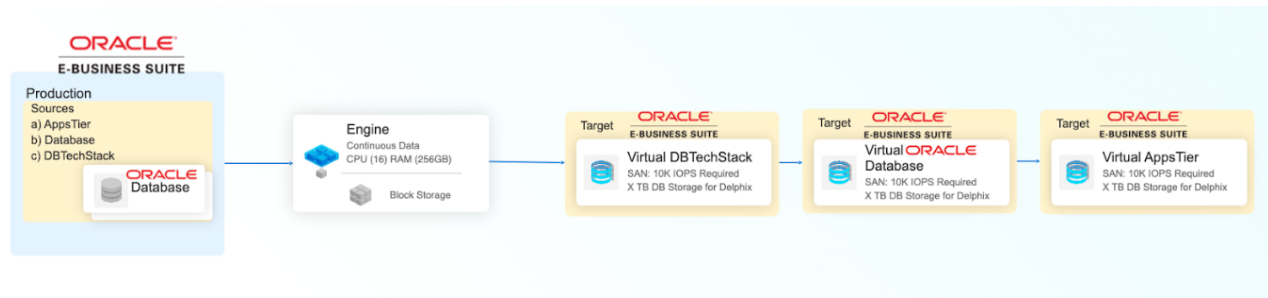 ORACLE
E-BUSINESS SUITE
Production
Sources
a) AppsTier
b) Database
c) DBTechStack
ORACLE
Database
Engine
Continuous Data
CPU (16) RAM (256GB)
Block Storage
Target
ORACLE
E-BUSINESS SUITE
Virtual DBTechStack
SAN: 10K IOPS Required
X TB DB Storage for Delphix
Target
ORACLE
E-BUSINESS SUITE
Virtual ORACLE
Database
SAN: 10K IOPS Required
X TB DB Storage for Delphix
Target
ORACLE
E-BUSINESS SUITE
Virtual AppsTier
SAN: 10K IOPS Required
X TB DB Storage for Delphix